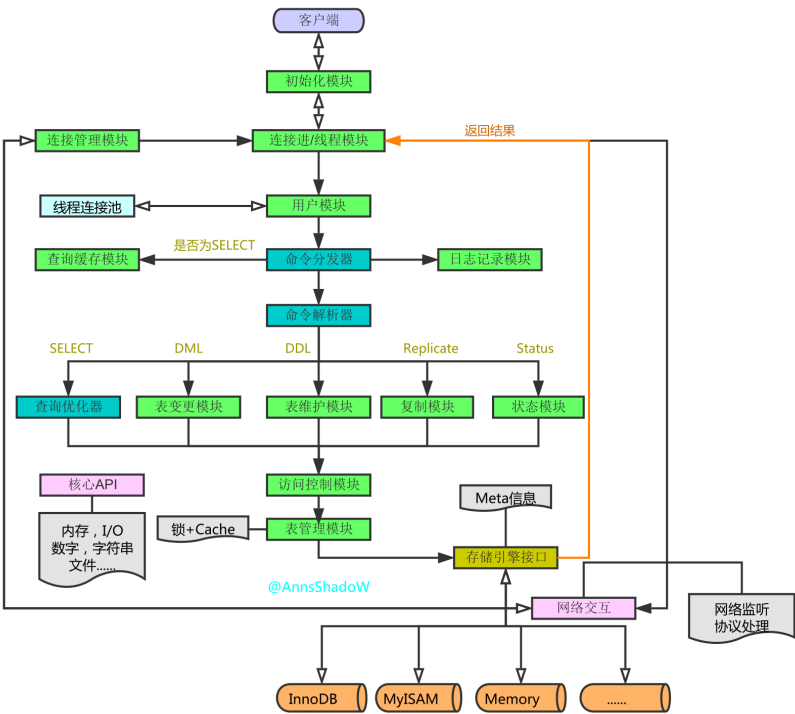 客户端
初始化模块
返回结果
连接管理模块
连接进/线程模块
线程连接池
用户模块
是否为SELECT
查询缓存模块
命令分发器
日志记录模块
命令解析器
SELECT
DML
DDL
Replicate
Status
查询优化器
表变更模块
表维护模块
复制模块
状态模块
核心API
访问控制模块
Meta信息
内存，I/O
数字，字符串
文件......
锁+Cache
表管理模块
存储引擎接口
@AnnsShadoW
网络交互
网络监听
协议处理
InnoDB
MyISAM
Memory
......